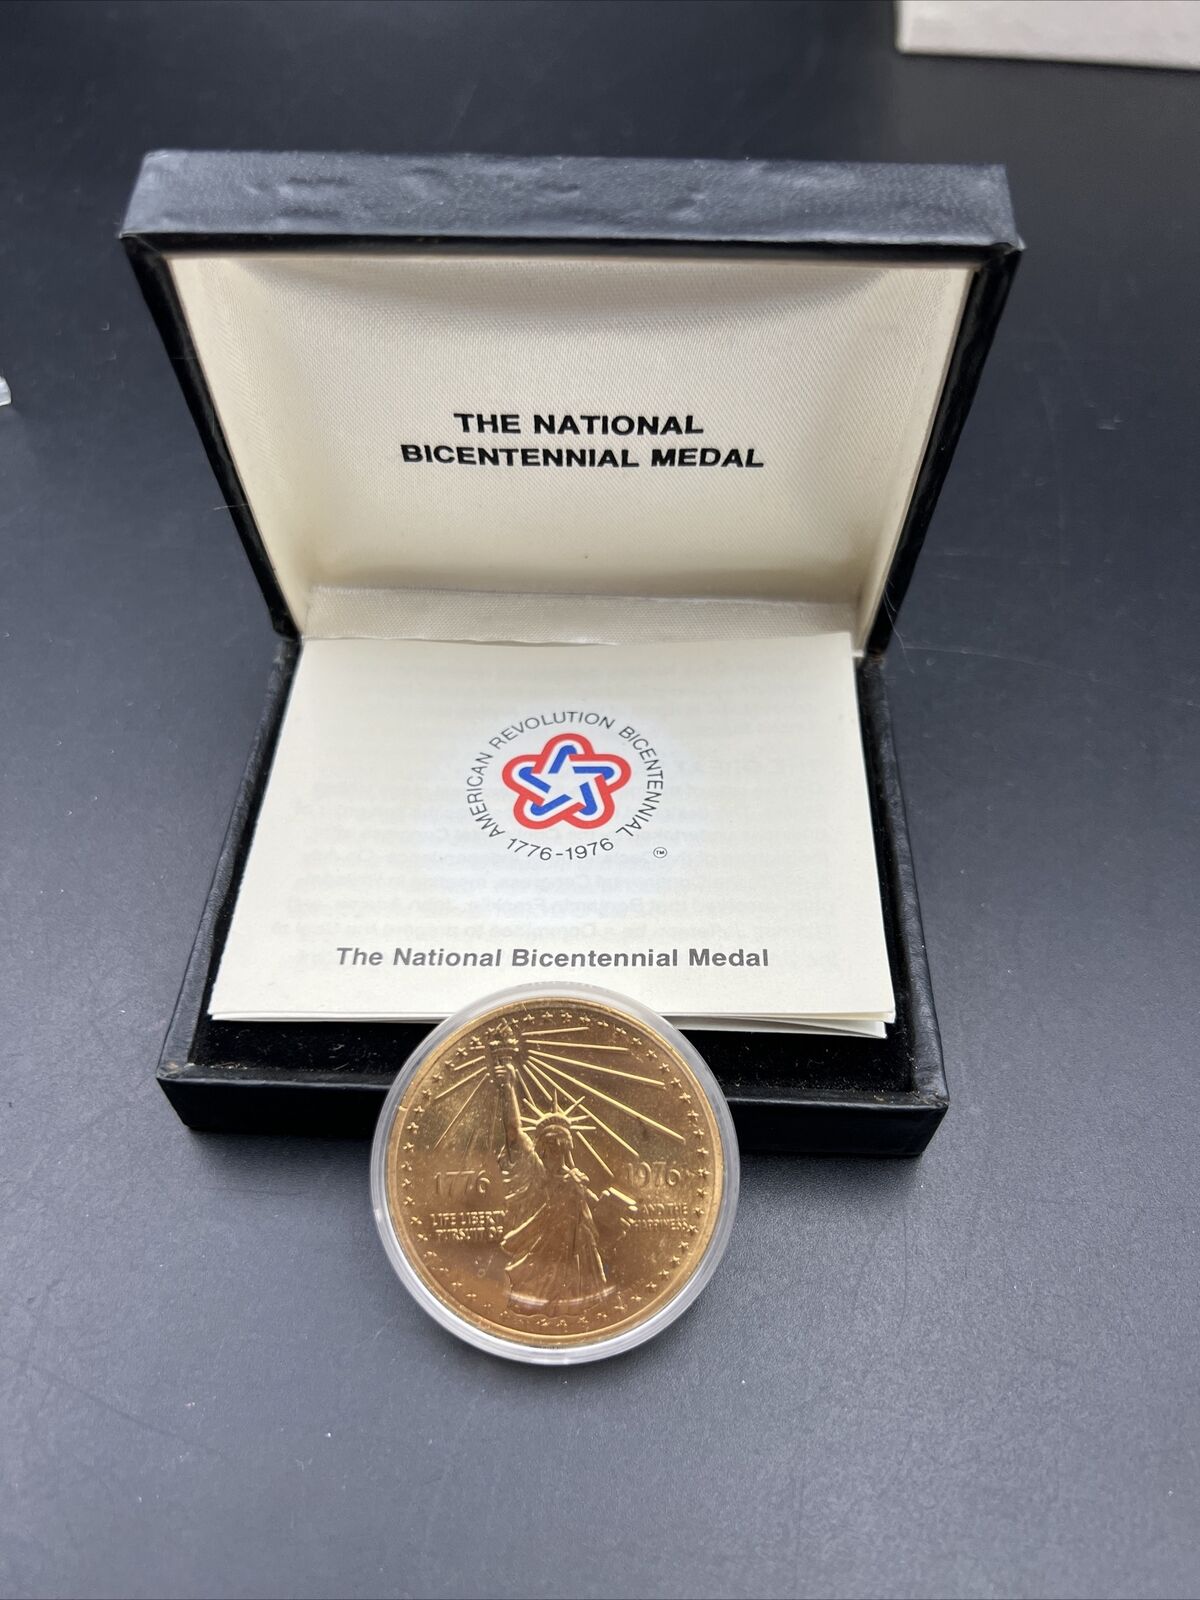 THE NATIONAL
BICENTENNIAL MEDAL
AMERICAN REVOLUTION BICENTENNIAL
1776-1976
TM
The National Bicentennial Medal
1776
1976
LIFE LIBERTY
PURSUIT OF
AND THE
HAPPINESS